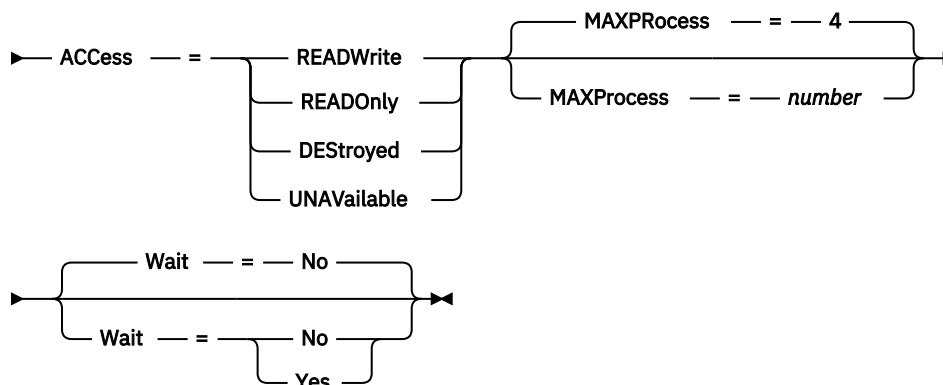 MAXPRocess = 4
ACCess = READWrite
READOnly
MAXProcess = number
DEStroyed
UNAVailable
Wait = No
Wait = No
Yes